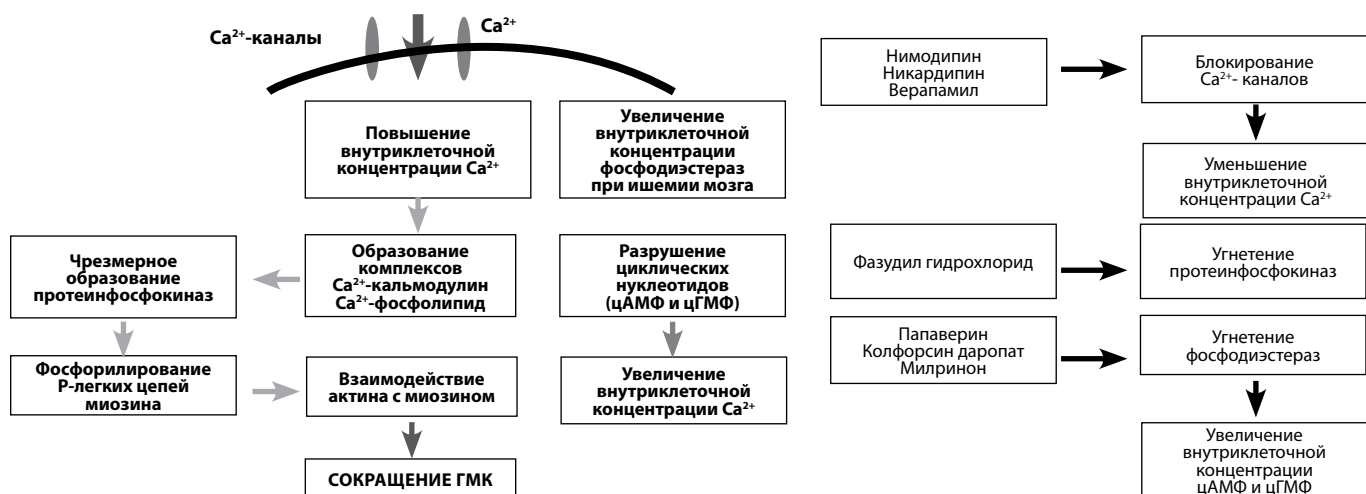 Ca²⁺-каналы
Ca²⁺
Повышение
внутриклеточной
концентрации Ca²⁺
Увеличение
внутриклеточной
концентрации
фосфодиэстераз
при ишемии мозга
Чрезмерное
образование
протеинфосфокиназ
Образование
комплексов
Ca²⁺-кальмодулин
Ca²⁺-фосфолипид
Разрушение
циклических
нуклеотидов
(цАМФ и цГМФ)
Фосфорилирование
Р-легких цепей
миозина
Взаимодействие
актина с миозином
Увеличение
внутриклеточной
концентрации Ca²⁺
СОКРАЩЕНИЕ ГМК
Нимодипин
Никардипин
Верапамил
Блокирование
Ca²⁺- каналов
Уменьшение
внутриклеточной
концентрации Ca²⁺
Фазудил гидрохлорид
Угнетение
протеинфосфокиназ
Папаверин
Колфорсин даропат
Милринон
Угнетение
фосфодиэстераз
Увеличение
внутриклеточной
концентрации
цАМФ и цГМФ